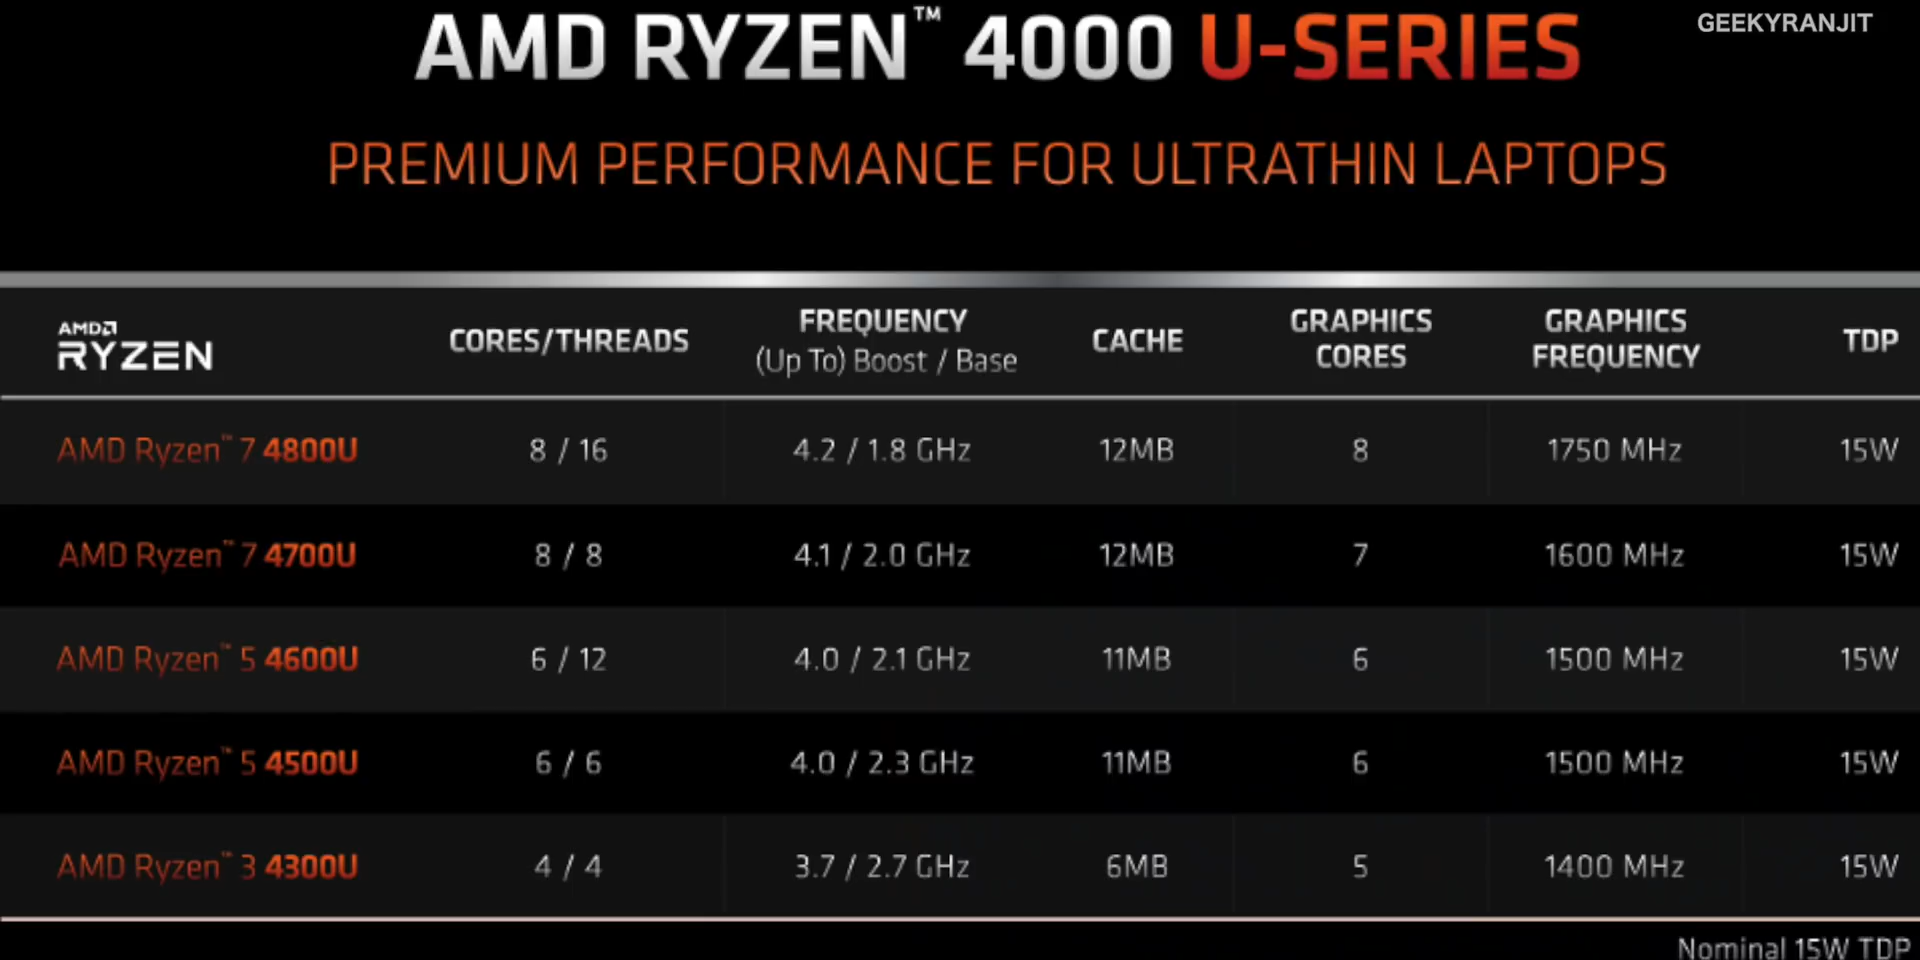 GEEKYRANJIT
AMD RYZEN™ 4000 U-SERIES
PREMIUM PERFORMANCE FOR ULTRATHIN LAPTOPS
AMD RYZEN CORES/THREADS FREQUENCY (Up To) Boost / Base CACHE GRAPHICS CORES GRAPHICS FREQUENCY TDP
AMD Ryzen™ 7 4800U 8 / 16 4.2 / 1.8 GHz 12MB 8 1750 MHz 15W
AMD Ryzen™ 7 4700U 8 / 8 4.1 / 2.0 GHz 12MB 7 1600 MHz 15W
AMD Ryzen™ 5 4600U 6 / 12 4.0 / 2.1 GHz 11MB 6 1500 MHz 15W
AMD Ryzen™ 5 4500U 6 / 6 4.0 / 2.3 GHz 11MB 6 1500 MHz 15W
AMD Ryzen™ 3 4300U 4 / 4 3.7 / 2.7 GHz 6MB 5 1400 MHz 15W
Nominal 15W TDP